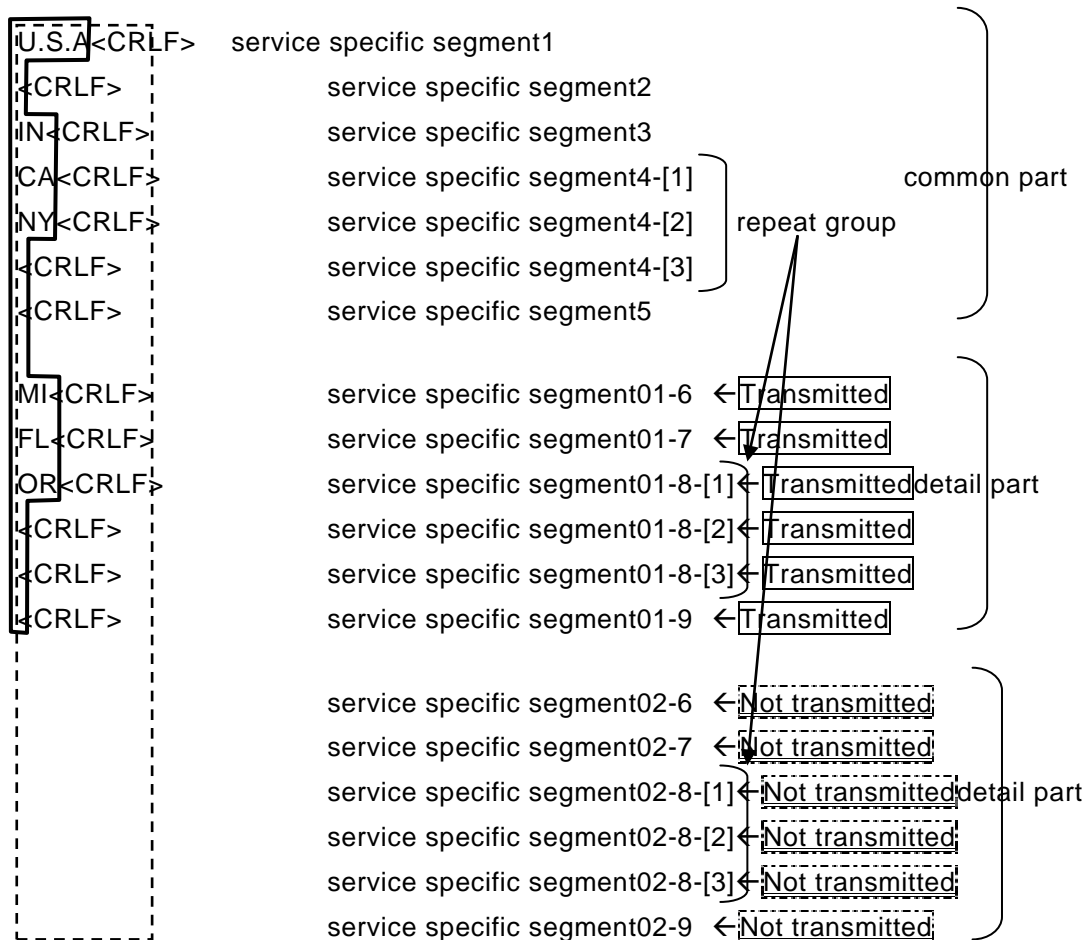 U.S.A<CRLF> service specific segment1
<CRLF> service specific segment2
IN<CRLF> service specific segment3
CA<CRLF> service specific segment4-[1] common part
NY<CRLF> service specific segment4-[2] repeat group
<CRLF> service specific segment4-[3]
<CRLF> service specific segment5
MI<CRLF> service specific segment01-6 ←Transmitted
FL<CRLF> service specific segment01-7 ←Transmitted
OR<CRLF> service specific segment01-8-[1]←Transmitted detail part
<CRLF> service specific segment01-8-[2]←Transmitted
<CRLF> service specific segment01-8-[3]←Transmitted
<CRLF> service specific segment01-9 ←Transmitted
service specific segment02-6 ←Not transmitted
service specific segment02-7 ←Not transmitted
service specific segment02-8-[1]←Not transmitted detail part
service specific segment02-8-[2]←Not transmitted
service specific segment02-8-[3]←Not transmitted
service specific segment02-9 ←Not transmitted